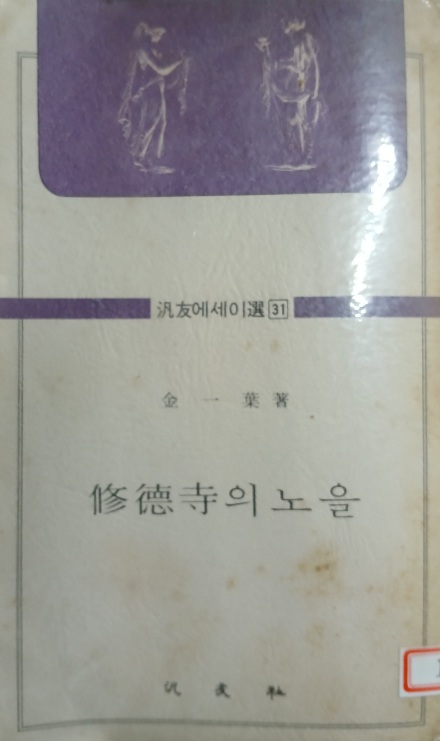 汎友에세이選 31
金一葉 著
修德寺의 노을
汎友社